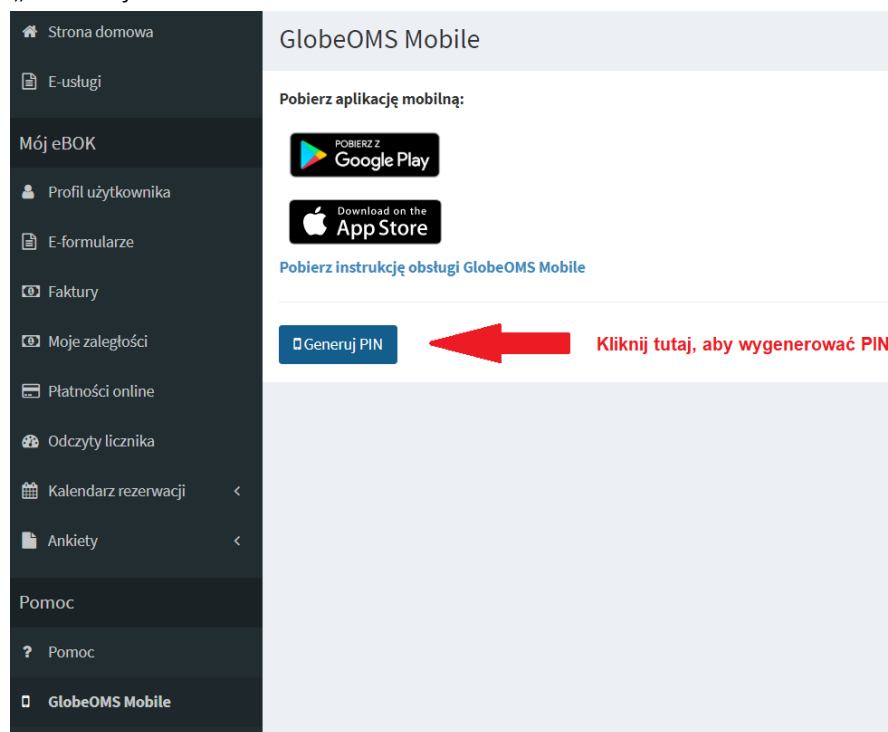 Strona domowa
E-usługi
Mój eBOK
Profil użytkownika
E-formularze
Faktury
Moje zaległości
Płatności online
Odczyty licznika
Kalendarz rezerwacji
Ankiety
Pomoc
? Pomoc
GlobeOMS Mobile
GlobeOMS Mobile
Pobierz aplikację mobilną:
POBIERZ Z
Google Play
Download on the
App Store
Pobierz instrukcję obsługi GlobeOMS Mobile
Generuj PIN
Kliknij tutaj, aby wygenerować PIN